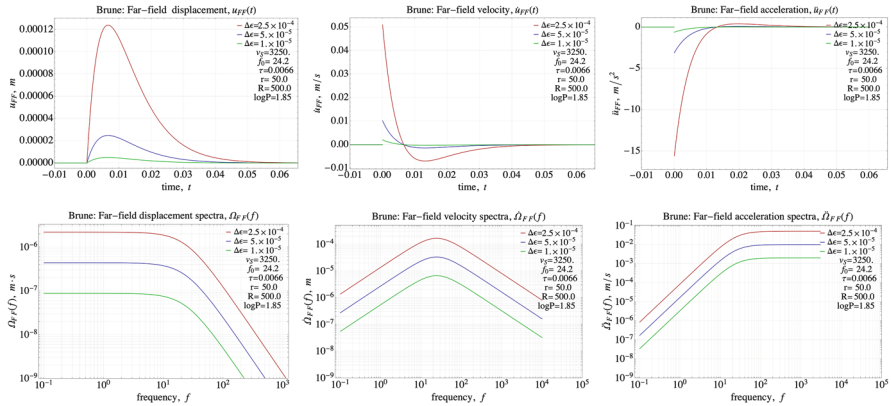 Brune: Far-field displacement, u_FF(t)
Δϵ=2.5×10⁻⁴
Δϵ= 5.×10⁻⁵
Δϵ= 1.×10⁻⁵
v_S=3250.
f₀= 24.2
τ=0.0066
r= 50.0
R=500.0
logP=1.85
u_FF, m
0.00012
0.00010
0.00008
0.00006
0.00004
0.00002
0.00000
−0.01 0.00 0.01 0.02 0.03 0.04 0.05 0.06
time, t
Brune: Far-field velocity, u̇_FF(t)
Δϵ=2.5×10⁻⁴
Δϵ= 5.×10⁻⁵
Δϵ= 1.×10⁻⁵
v_S=3250.
f₀= 24.2
τ=0.0066
r= 50.0
R=500.0
logP=1.85
u̇_FF, m/s
0.05
0.04
0.03
0.02
0.01
0.00
−0.01
−0.01 0.00 0.01 0.02 0.03 0.04 0.05 0.06
time, t
Brune: Far-field acceleration, ü_FF(t)
Δϵ=2.5×10⁻⁴
Δϵ= 5.×10⁻⁵
Δϵ= 1.×10⁻⁵
v_S=3250.
f₀= 24.2
τ=0.0066
r= 50.0
R=500.0
logP=1.85
ü_FF, m/s²
0
−5
−10
−15
−0.01 0.00 0.01 0.02 0.03 0.04 0.05 0.06
time, t
Brune: Far-field displacement spectra, Ω_FF(f)
Δϵ=2.5×10⁻⁴
Δϵ= 5.×10⁻⁵
Δϵ= 1.×10⁻⁵
v_S=3250.
f₀= 24.2
τ=0.0066
r= 50.0
R=500.0
logP=1.85
Ω_FF(f), m·s
10⁻⁶
10⁻⁷
10⁻⁸
10⁻⁹
10⁻¹ 10⁰ 10¹ 10² 10³
frequency, f
Brune: Far-field velocity spectra, Ω̇_FF(f)
Δϵ=2.5×10⁻⁴
Δϵ= 5.×10⁻⁵
Δϵ= 1.×10⁻⁵
v_S=3250.
f₀= 24.2
τ=0.0066
r= 50.0
R=500.0
logP=1.85
Ω̇_FF(f), m
10⁻⁴
10⁻⁵
10⁻⁶
10⁻⁷
10⁻⁸
10⁻⁹
10⁻¹ 10⁰ 10¹ 10² 10³ 10⁴ 10⁵
frequency, f
Brune: Far-field acceleration spectra, Ω̈_FF(f)
Δϵ=2.5×10⁻⁴
Δϵ= 5.×10⁻⁵
Δϵ= 1.×10⁻⁵
v_S=3250.
f₀= 24.2
τ=0.0066
r= 50.0
R=500.0
logP=1.85
Ω̈_FF(f), m/s
10⁻¹
10⁻²
10⁻³
10⁻⁴
10⁻⁵
10⁻⁶
10⁻⁷
10⁻⁸
10⁻⁹
10⁻¹ 10⁰ 10¹ 10² 10³ 10⁴ 10⁵
frequency, f